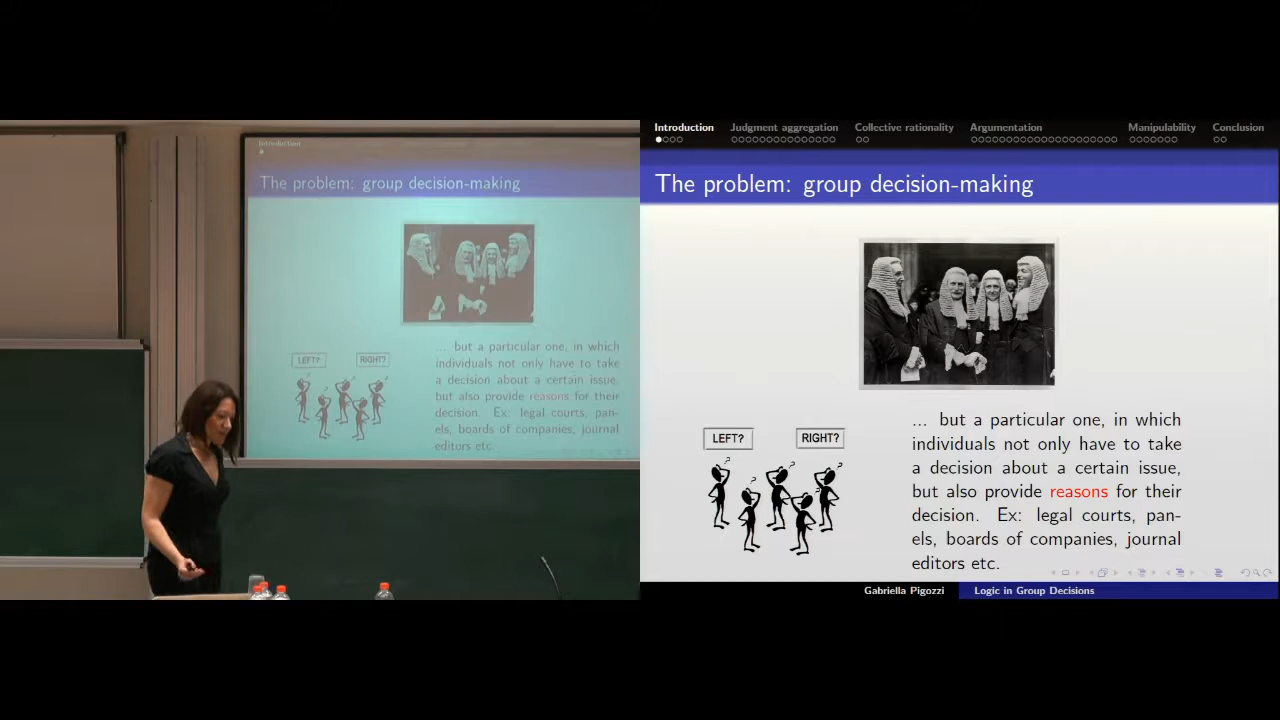 Introduction
The problem: group decision-making
LEFT?
RIGHT?
... but a particular one, in which
individuals not only have to take
a decision about a certain issue,
but also provide reasons for their
decision. Ex: legal courts, pan-
els, boards of companies, journal
editors etc.
Introduction Judgment aggregation Collective rationality Argumentation Manipulability Conclusion
The problem: group decision-making
LEFT?
RIGHT?
... but a particular one, in which
individuals not only have to take
a decision about a certain issue,
but also provide reasons for their
decision. Ex: legal courts, pan-
els, boards of companies, journal
editors etc.
Gabriella Pigozzi Logic in Group Decisions